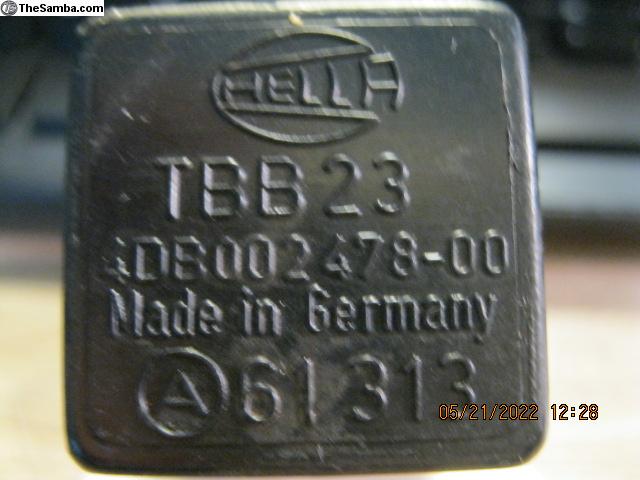 TheSamba.com
HELLA
TBB23
4DB002478-00
Made in Germany
A 61313
05/21/2022 12:28